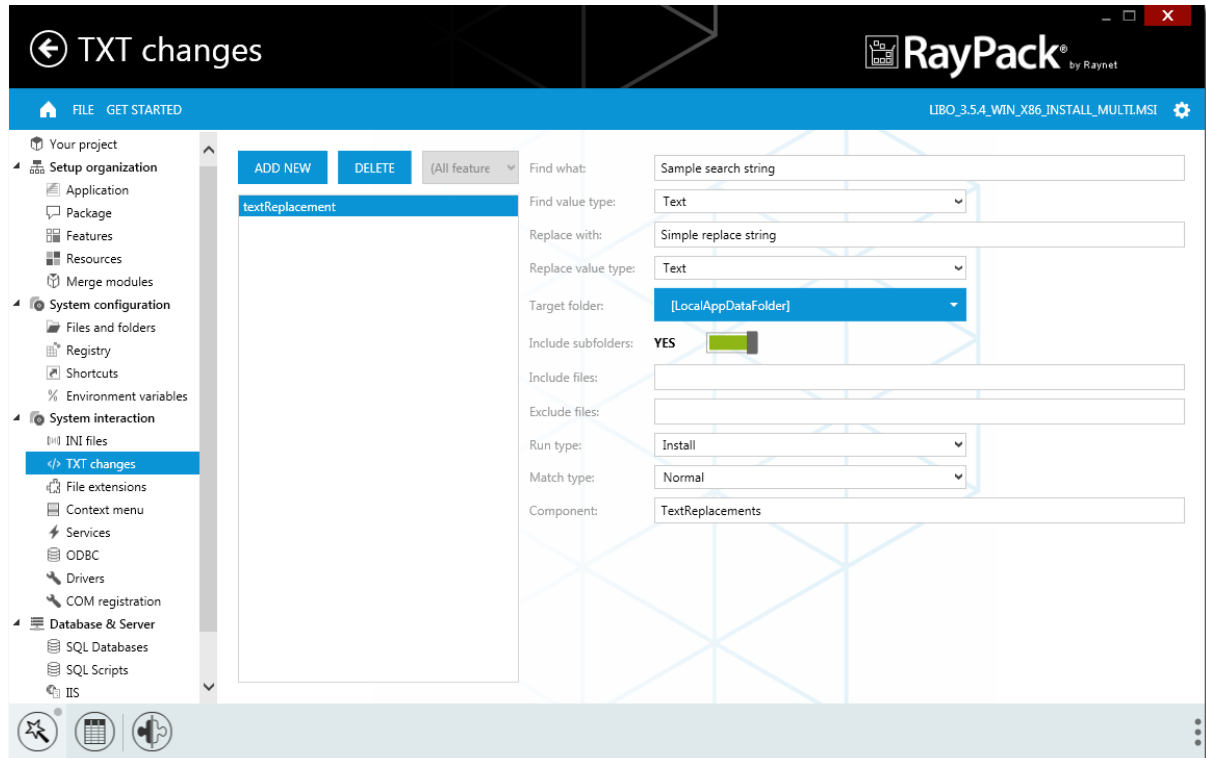 TXT changes
RayPack® by Raynet
FILE GET STARTED
LIBO_3.5.4_WIN_X86_INSTALL_MULTI.MSI
Your project
Setup organization
Application
Package
Features
Resources
Merge modules
System configuration
Files and folders
Registry
Shortcuts
Environment variables
System interaction
INI files
TXT changes
File extensions
Context menu
Services
ODBC
Drivers
COM registration
Database & Server
SQL Databases
SQL Scripts
IIS
ADD NEW DELETE (All feature
textReplacement
Find what: Sample search string
Find value type: Text
Replace with: Simple replace string
Replace value type: Text
Target folder: [LocalAppDataFolder]
Include subfolders: YES
Include files:
Exclude files:
Run type: Install
Match type: Normal
Component: TextReplacements